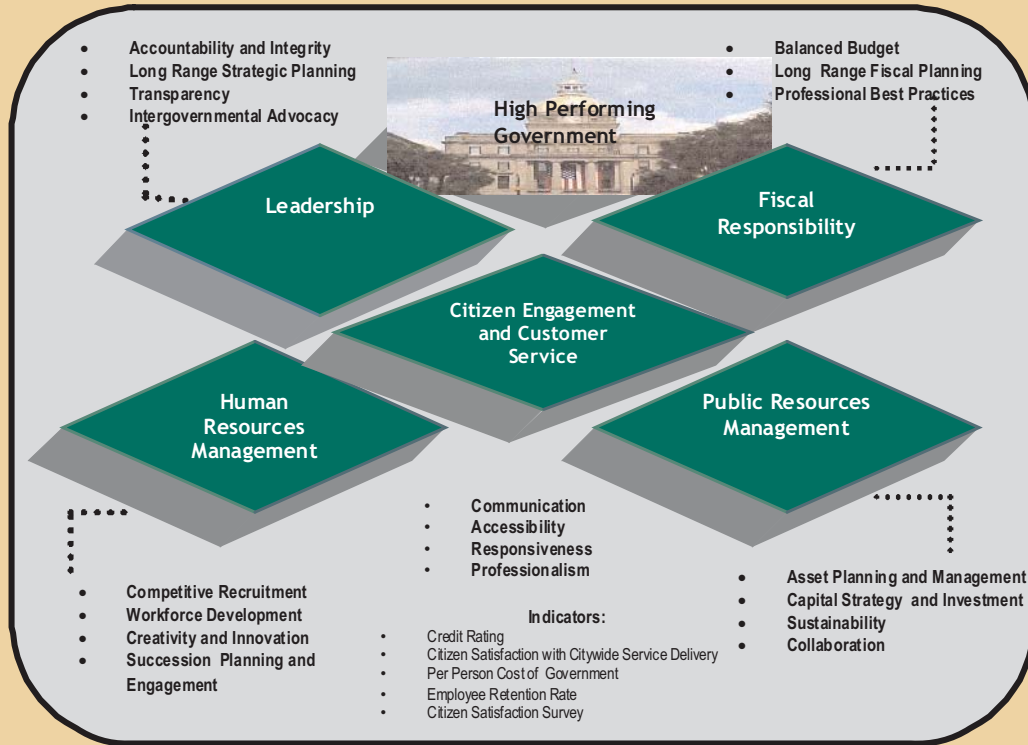 • Accountability and Integrity
• Long Range Strategic Planning
• Transparency
• Intergovernmental Advocacy
High Performing
Government
• Balanced Budget
• Long Range Fiscal Planning
• Professional Best Practices
Leadership
Fiscal
Responsibility
Citizen Engagement
and Customer
Service
Human
Resources
Management
Public Resources
Management
• Communication
• Accessibility
• Responsiveness
• Professionalism
• Competitive Recruitment
• Workforce Development
• Creativity and Innovation
• Succession Planning and
Engagement
Indicators:
• Credit Rating
• Citizen Satisfaction with Citywide Service Delivery
• Per Person Cost of Government
• Employee Retention Rate
• Citizen Satisfaction Survey
• Asset Planning and Management
• Capital Strategy and Investment
• Sustainability
• Collaboration